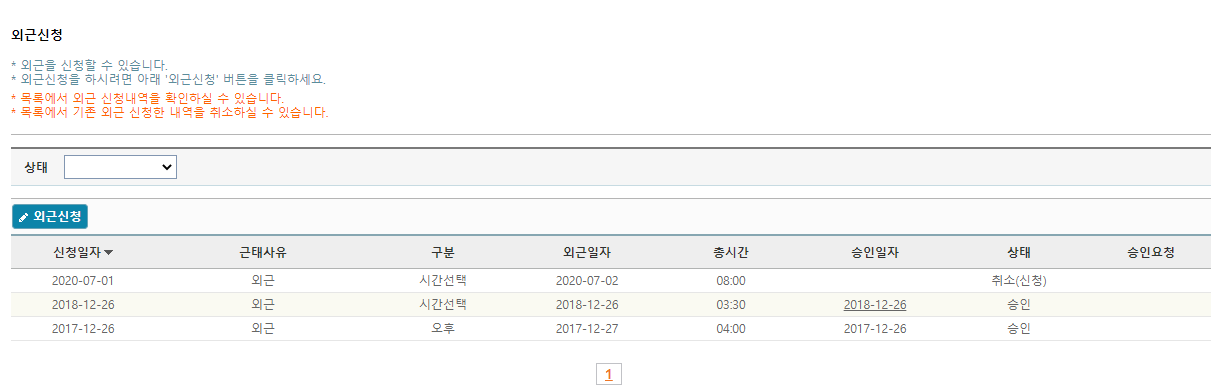 외근신청
* 외근을 신청할 수 있습니다.
* 외근신청을 하시려면 아래 '외근신청' 버튼을 클릭하세요.
* 목록에서 외근 신청내역을 확인하실 수 있습니다.
* 목록에서 기존 외근 신청한 내역을 취소하실 수 있습니다.
상태
외근신청
신청일자 근태사유 구분 외근일자 총시간 승인일자 상태 승인요청
2020-07-01 외근 시간선택 2020-07-02 08:00 취소(신청)
2018-12-26 외근 시간선택 2018-12-26 03:30 2018-12-26 승인
2017-12-26 외근 오후 2017-12-27 04:00 2017-12-26 승인
1